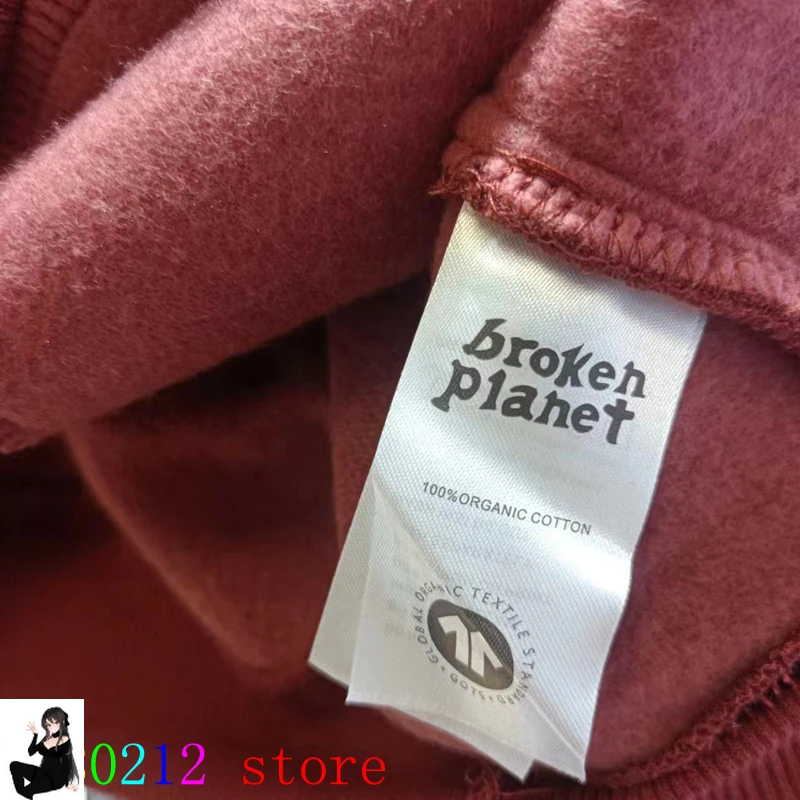 broken
planet
100%ORGANIC COTTON
GLOBAL ORGANIC TEXTILE STANDARD · GOTS ·
0212 store